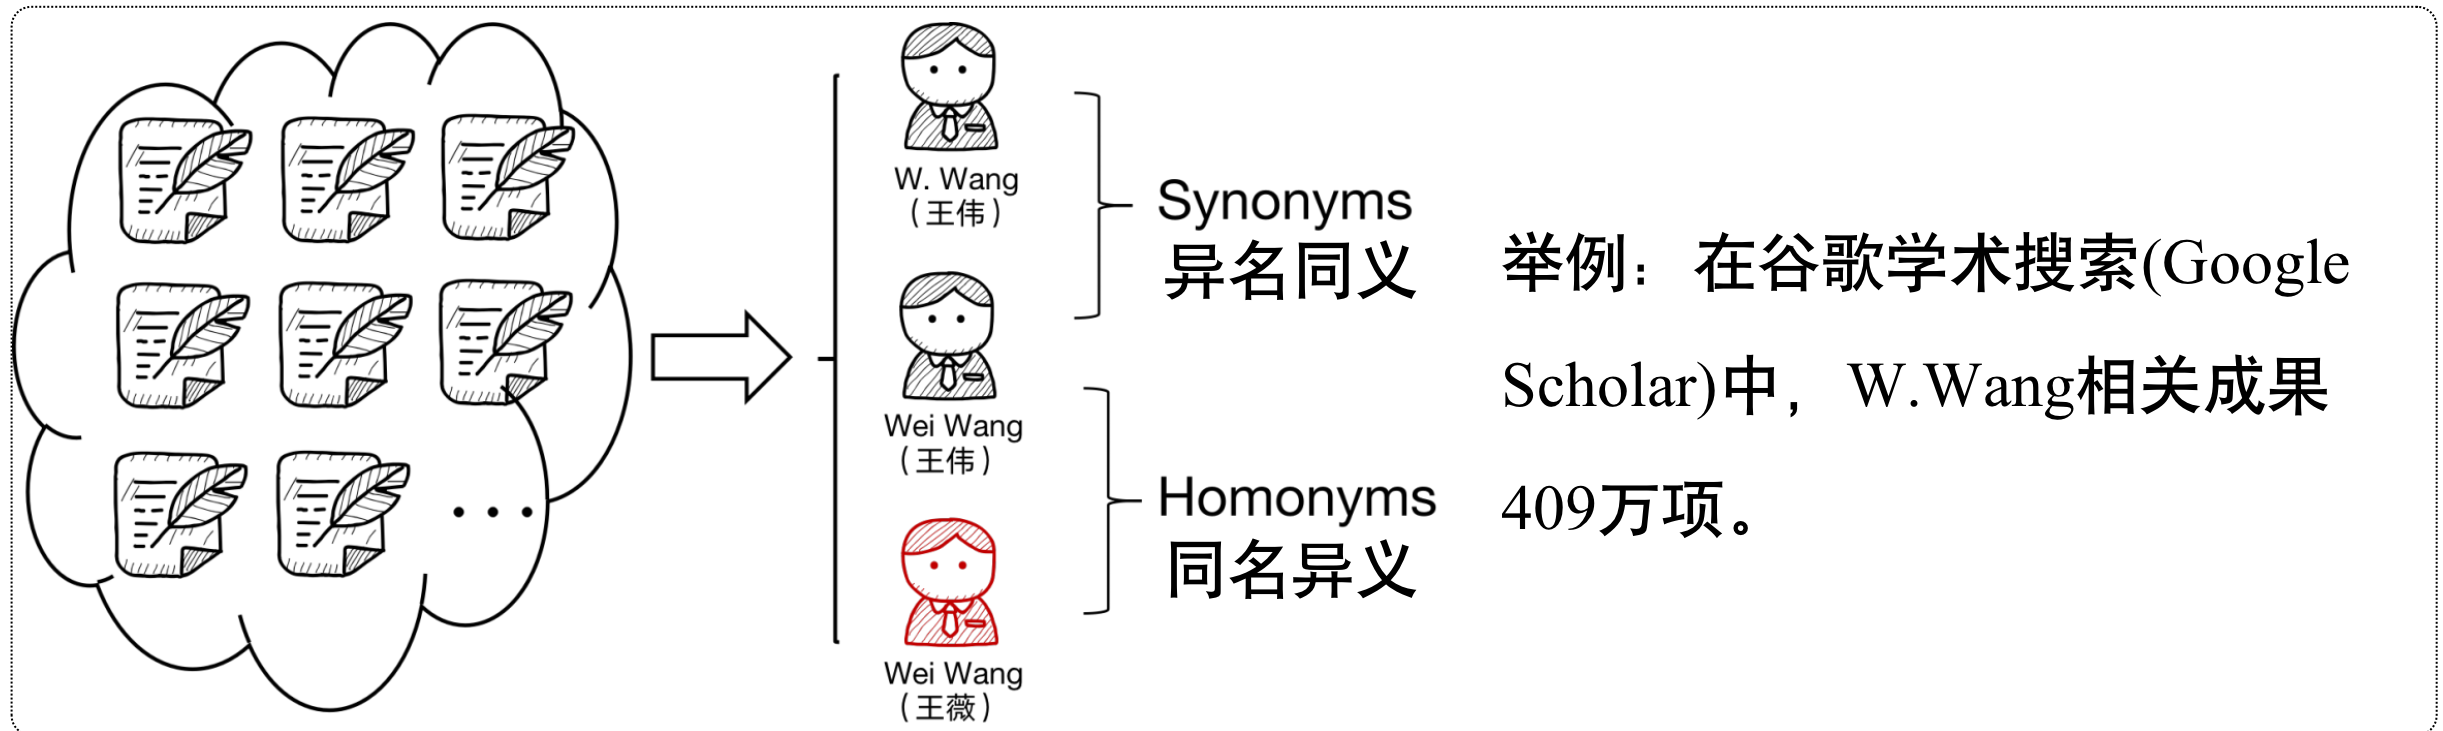 W. Wang
（王伟）
Wei Wang
（王伟）
Wei Wang
（王薇）
Synonyms
异名同义
Homonyms
同名异义
举例：在谷歌学术搜索(Google
Scholar)中，W.Wang相关成果
409万项。